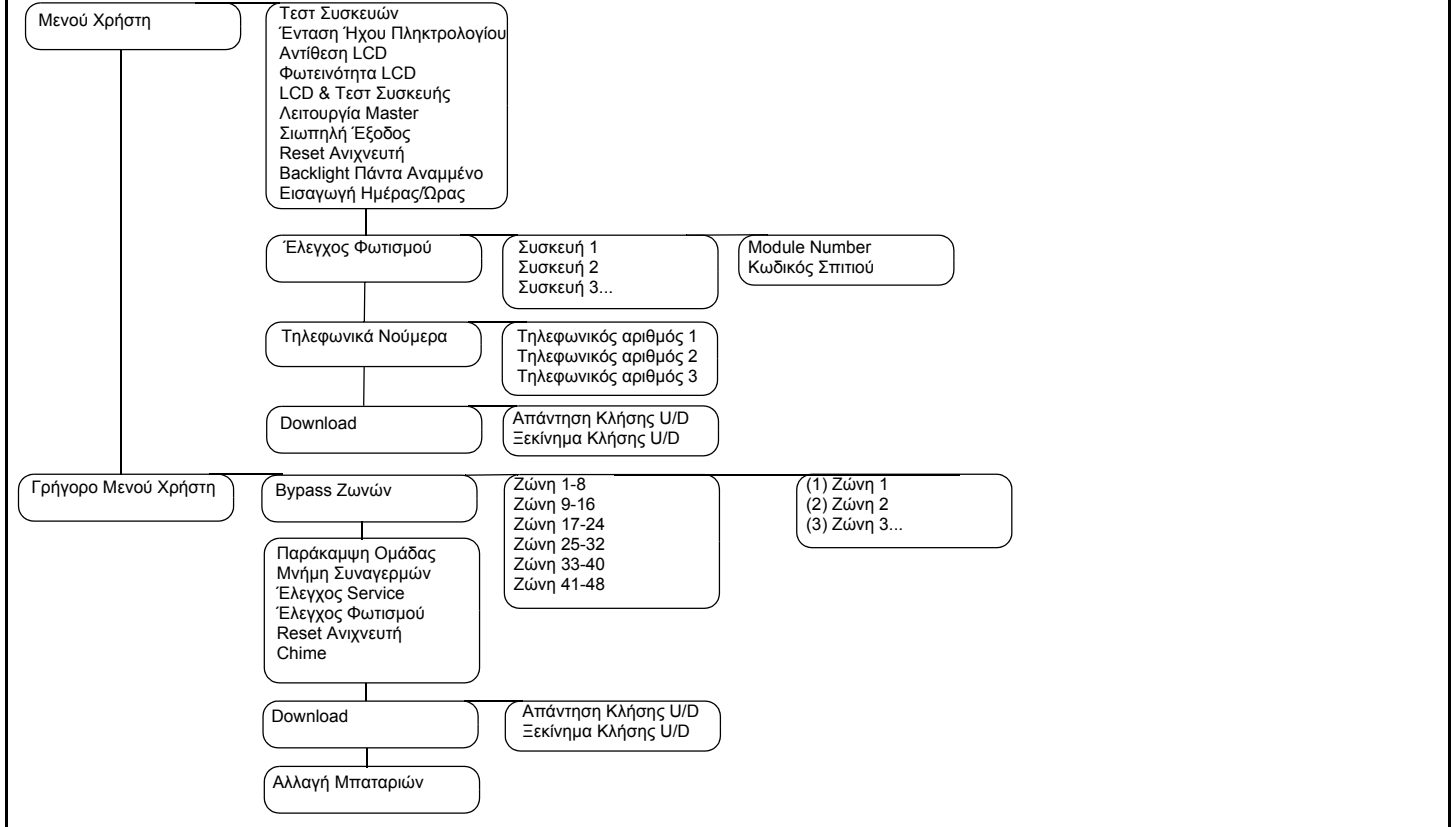 Μενού Χρήστη
Τεστ Συσκευών
Ένταση Ήχου Πληκτρολογίου
Αντίθεση LCD
Φωτεινότητα LCD
LCD & Τεστ Συσκευής
Λειτουργία Master
Σιωπηλή Έξοδος
Reset Ανιχνευτή
Backlight Πάντα Αναμμένο
Εισαγωγή Ημέρας/Ώρας
Έλεγχος Φωτισμού
Συσκευή 1
Συσκευή 2
Συσκευή 3...
Module Number
Κωδικός Σπιτιού
Τηλεφωνικά Νούμερα
Τηλεφωνικός αριθμός 1
Τηλεφωνικός αριθμός 2
Τηλεφωνικός αριθμός 3
Download
Απάντηση Κλήσης U/D
Ξεκίνημα Κλήσης U/D
Γρήγορο Μενού Χρήστη
Bypass Ζωνών
Ζώνη 1-8
Ζώνη 9-16
Ζώνη 17-24
Ζώνη 25-32
Ζώνη 33-40
Ζώνη 41-48
(1) Ζώνη 1
(2) Ζώνη 2
(3) Ζώνη 3...
Παράκαμψη Ομάδας
Μνήμη Συναγερμών
Έλεγχος Service
Έλεγχος Φωτισμού
Reset Ανιχνευτή
Chime
Download
Απάντηση Κλήσης U/D
Ξεκίνημα Κλήσης U/D
Αλλαγή Μπαταριών